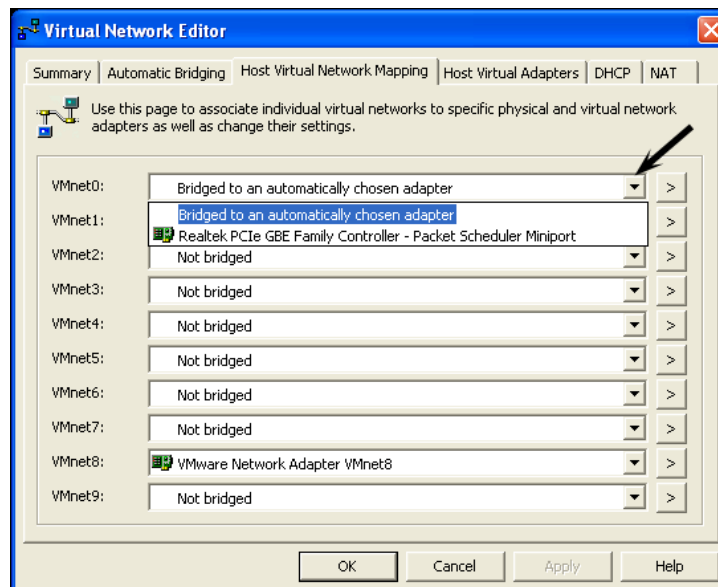 Virtual Network Editor
Summary Automatic Bridging Host Virtual Network Mapping Host Virtual Adapters DHCP NAT
Use this page to associate individual virtual networks to specific physical and virtual network
adapters as well as change their settings.
VMnet0: Bridged to an automatically chosen adapter >
VMnet1: Bridged to an automatically chosen adapter >
Realtek PCIe GBE Family Controller - Packet Scheduler Miniport
VMnet2: Not bridged >
VMnet3: Not bridged >
VMnet4: Not bridged >
VMnet5: Not bridged >
VMnet6: Not bridged >
VMnet7: Not bridged >
VMnet8: VMware Network Adapter VMnet8 >
VMnet9: Not bridged >
OK Cancel Apply Help